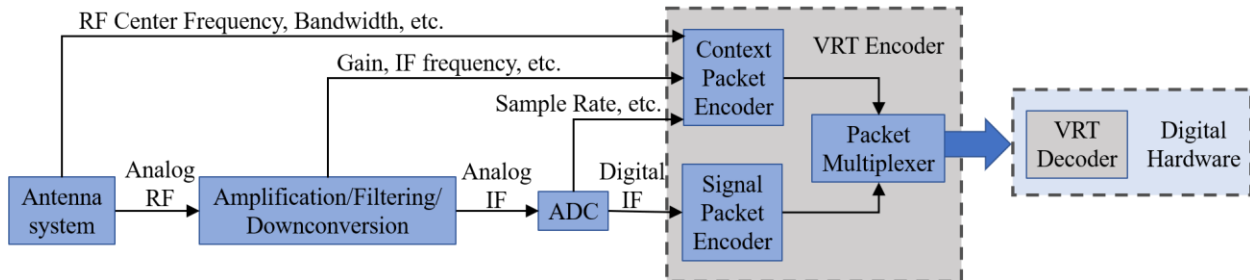 RF Center Frequency, Bandwidth, etc.
Gain, IF frequency, etc.
Sample Rate, etc.
Antenna
system
Analog
RF
Amplification/Filtering/
Downconversion
Analog
IF
ADC
Digital
IF
VRT Encoder
Context
Packet
Encoder
Signal
Packet
Encoder
Packet
Multiplexer
VRT
Decoder
Digital
Hardware